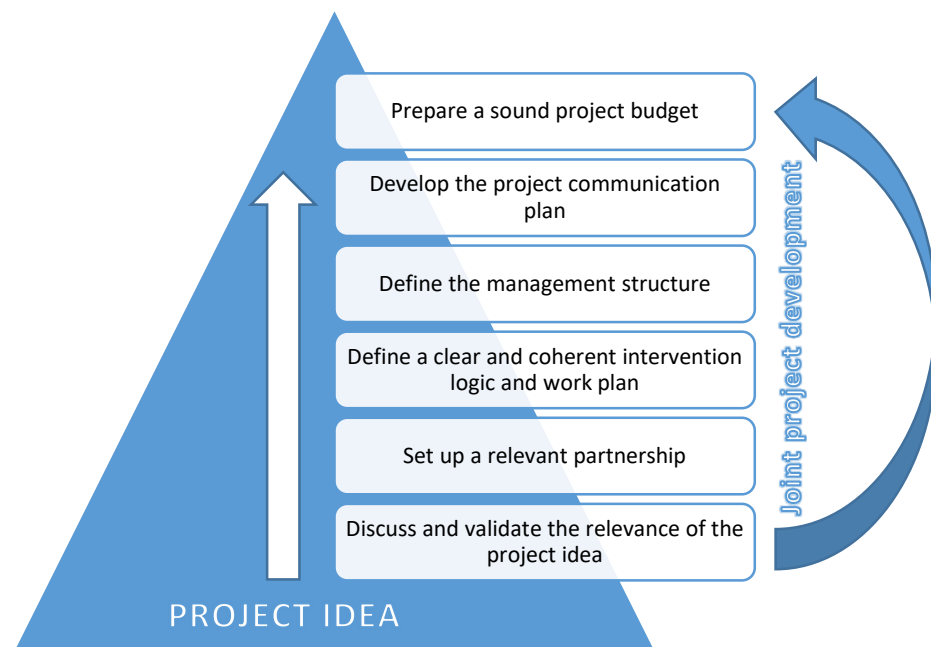 Prepare a sound project budget
Develop the project communication
plan
Define the management structure
Define a clear and coherent intervention
logic and work plan
Set up a relevant partnership
Discuss and validate the relevance of the
project idea
PROJECT IDEA
Joint project development